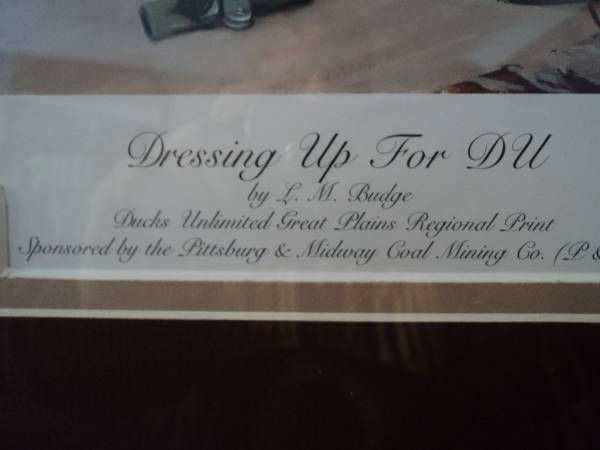 Dressing Up For DU
by L. M. Budge
Ducks Unlimited Great Plains Regional Print
Sponsored by the Pittsburg & Midway Coal Mining Co. (P &